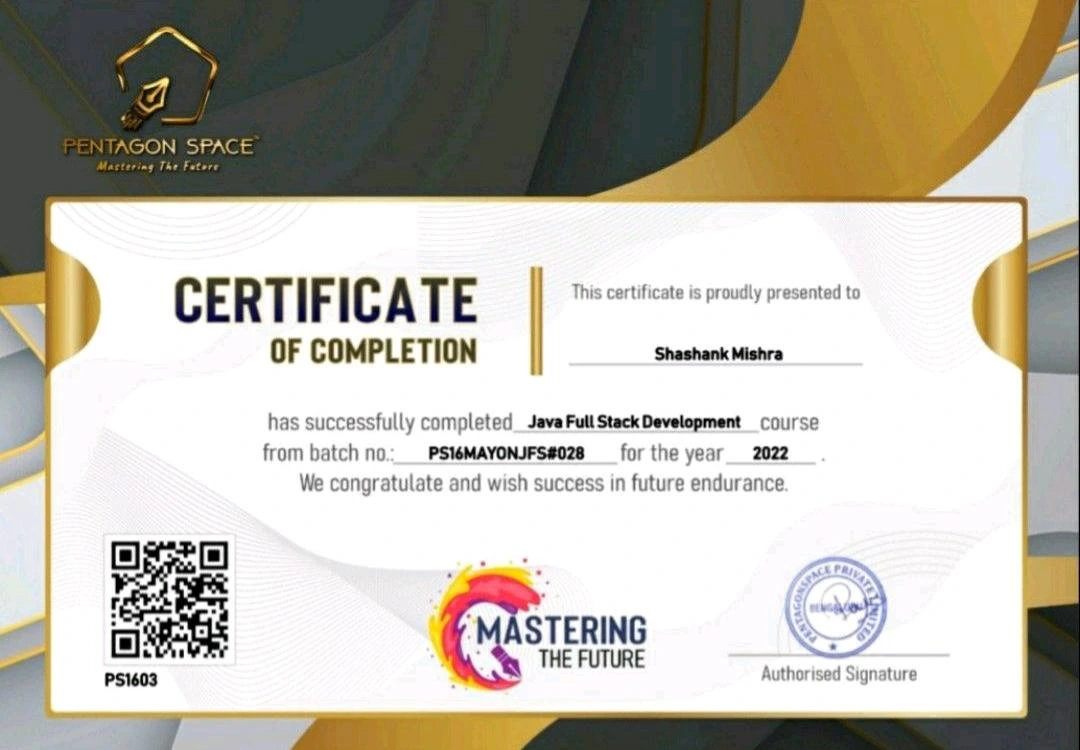 PENTAGON SPACE™
Mastering The Future
CERTIFICATE
OF COMPLETION
This certificate is proudly presented to
Shashank Mishra
has successfully completed Java Full Stack Development course
from batch no.: PS16MAYONJFS#028 for the year 2022 .
We congratulate and wish success in future endurance.
PS1603
MASTERING
THE FUTURE
PENTAGONSPACE PRIVATE LIMITED
Authorised Signature